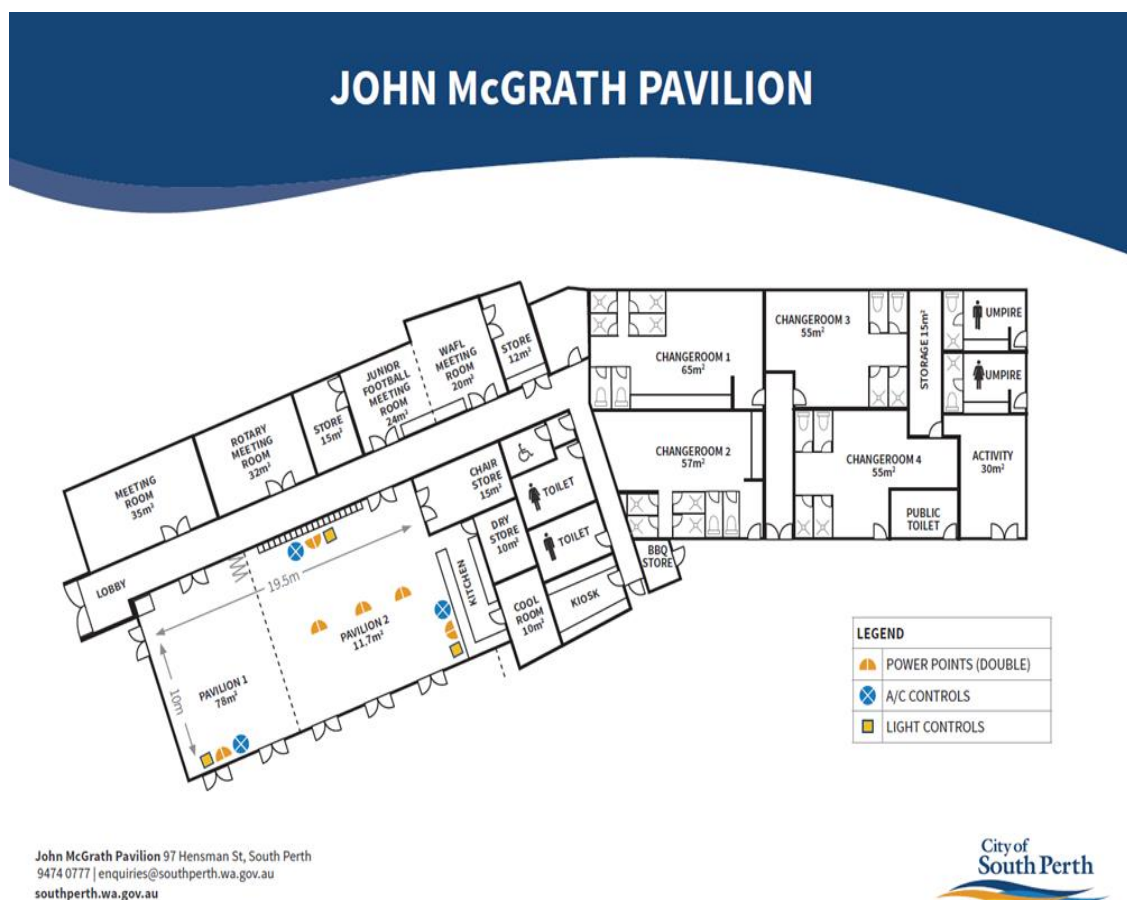 JOHN McGRATH PAVILION
MEETING
ROOM
35m²
ROTARY
MEETING
ROOM
32m²
STORE
15m²
JUNIOR
FOOTBALL
MEETING
ROOM
24m²
WAFL
MEETING
ROOM
20m²
STORE
12m²
CHANGEROOM 1
65m²
CHANGEROOM 3
55m²
STORAGE 15m²
UMPIRE
UMPIRE
CHANGEROOM 2
57m²
CHANGEROOM 4
55m²
ACTIVITY
30m²
PUBLIC
TOILET
CHAIR
STORE
15m²
TOILET
DRY
STORE
10m²
TOILET
BBQ
STORE
LOBBY
19.5m
KITCHEN
COOL
ROOM
10m²
KIOSK
PAVILION 2
11.7m²
10m
PAVILION 1
78m²
LEGEND
POWER POINTS (DOUBLE)
A/C CONTROLS
LIGHT CONTROLS
John McGrath Pavilion 97 Hensman St, South Perth
9474 0777 | enquiries@southperth.wa.gov.au
southperth.wa.gov.au
City of
South Perth